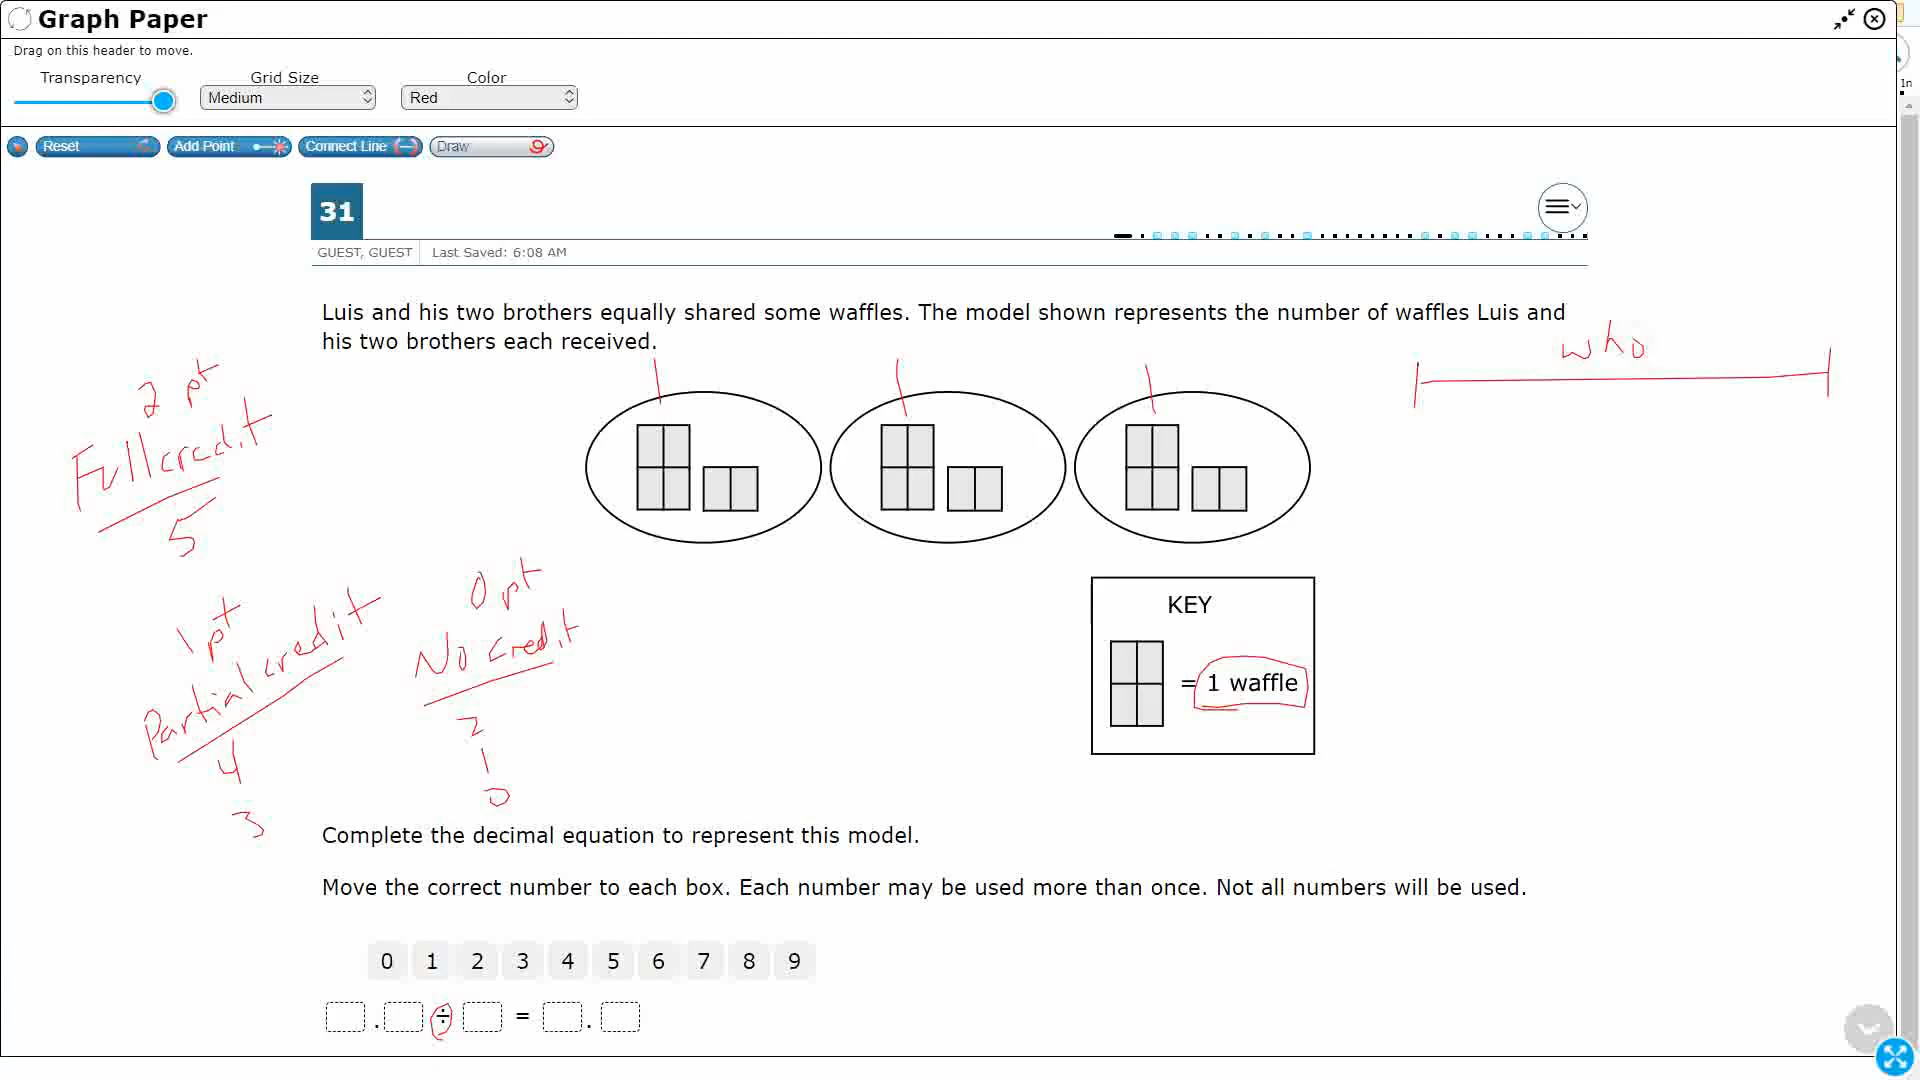 Graph Paper
Drag on this header to move.
Transparency
Grid Size
Color
Medium
Red
Reset
Add Point
Connect Line
Draw
1n
31
GUEST, GUEST
Last Saved: 6:08 AM
Luis and his two brothers equally shared some waffles. The model shown represents the number of waffles Luis and
his two brothers each received.
who
2 pt
Full credit
5
1 pt
Partial credit
4
3
0 pt
No credit
2
1
0
KEY
= 1 waffle
Complete the decimal equation to represent this model.
Move the correct number to each box. Each number may be used more than once. Not all numbers will be used.
0 1 2 3 4 5 6 7 8 9
. ÷ = .